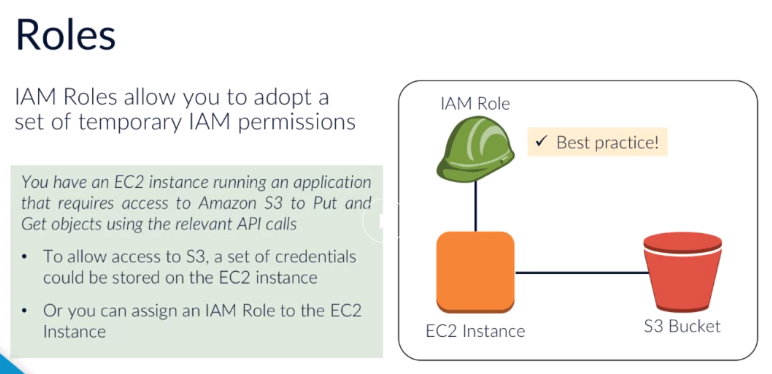 Roles
IAM Roles allow you to adopt a
set of temporary IAM permissions
You have an EC2 instance running an application
that requires access to Amazon S3 to Put and
Get objects using the relevant API calls
• To allow access to S3, a set of credentials
could be stored on the EC2 instance
• Or you can assign an IAM Role to the EC2
Instance
IAM Role
✓ Best practice!
EC2 Instance
S3 Bucket